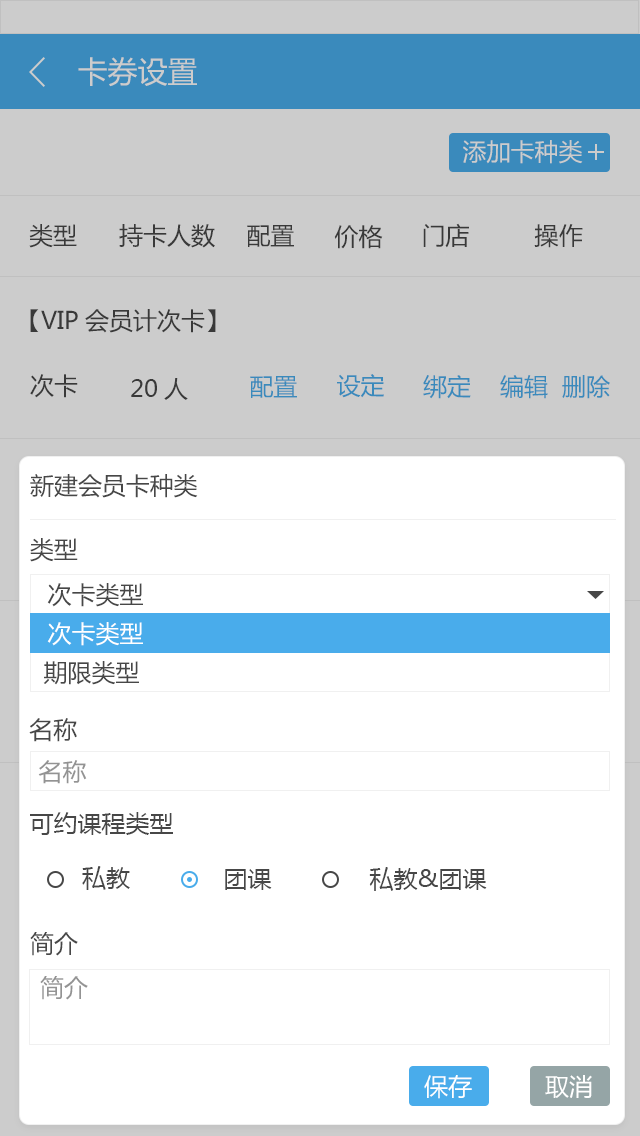 卡券设置
添加卡种类+
类型 持卡人数 配置 价格 门店 操作
【VIP 会员计次卡】
次卡 20 人 配置 设定 绑定 编辑 删除
新建会员卡种类
类型
次卡类型
次卡类型
期限类型
名称
名称
可约课程类型
私教 团课 私教&团课
简介
简介
保存 取消